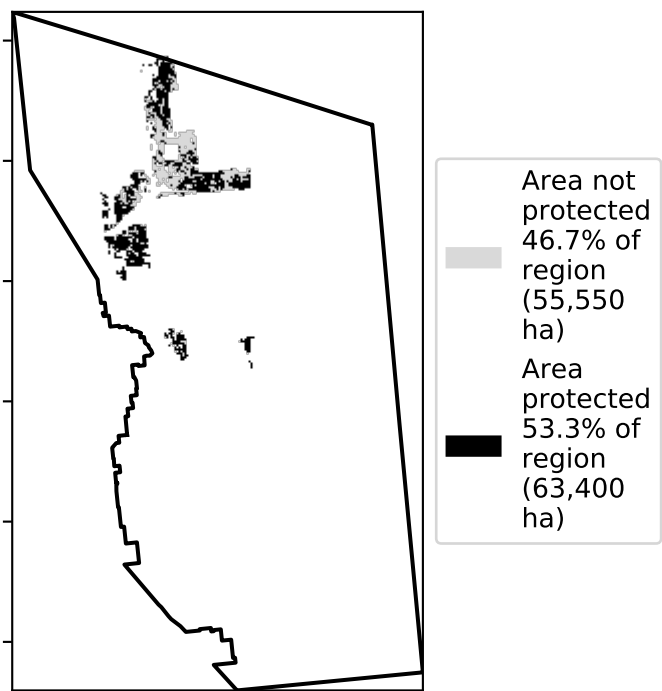 Area not
protected
46.7% of
region
(55,550
ha)
Area
protected
53.3% of
region
(63,400
ha)